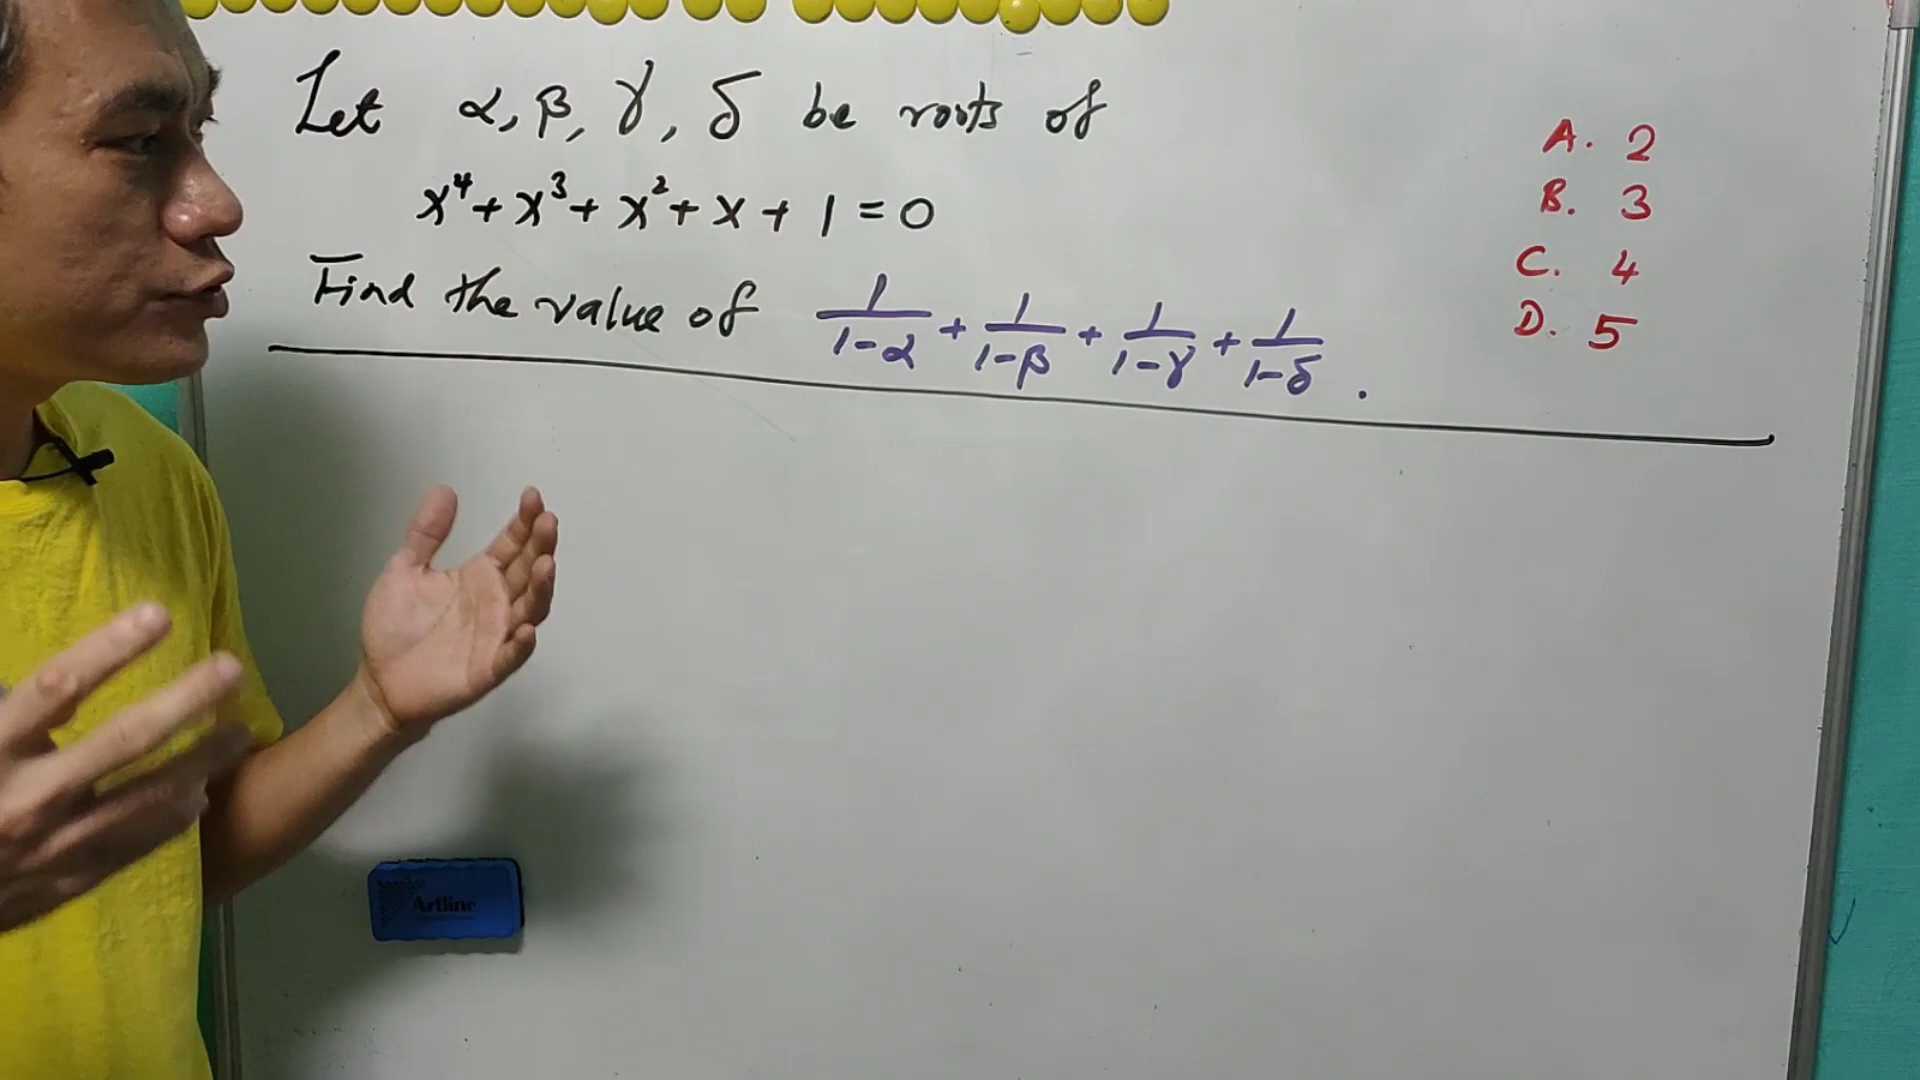 Let α, β, γ, δ be roots of
x⁴ + x³ + x² + x + 1 = 0
Find the value of 1/(1-α) + 1/(1-β) + 1/(1-γ) + 1/(1-δ) .
A. 2
B. 3
C. 4
D. 5
Artline